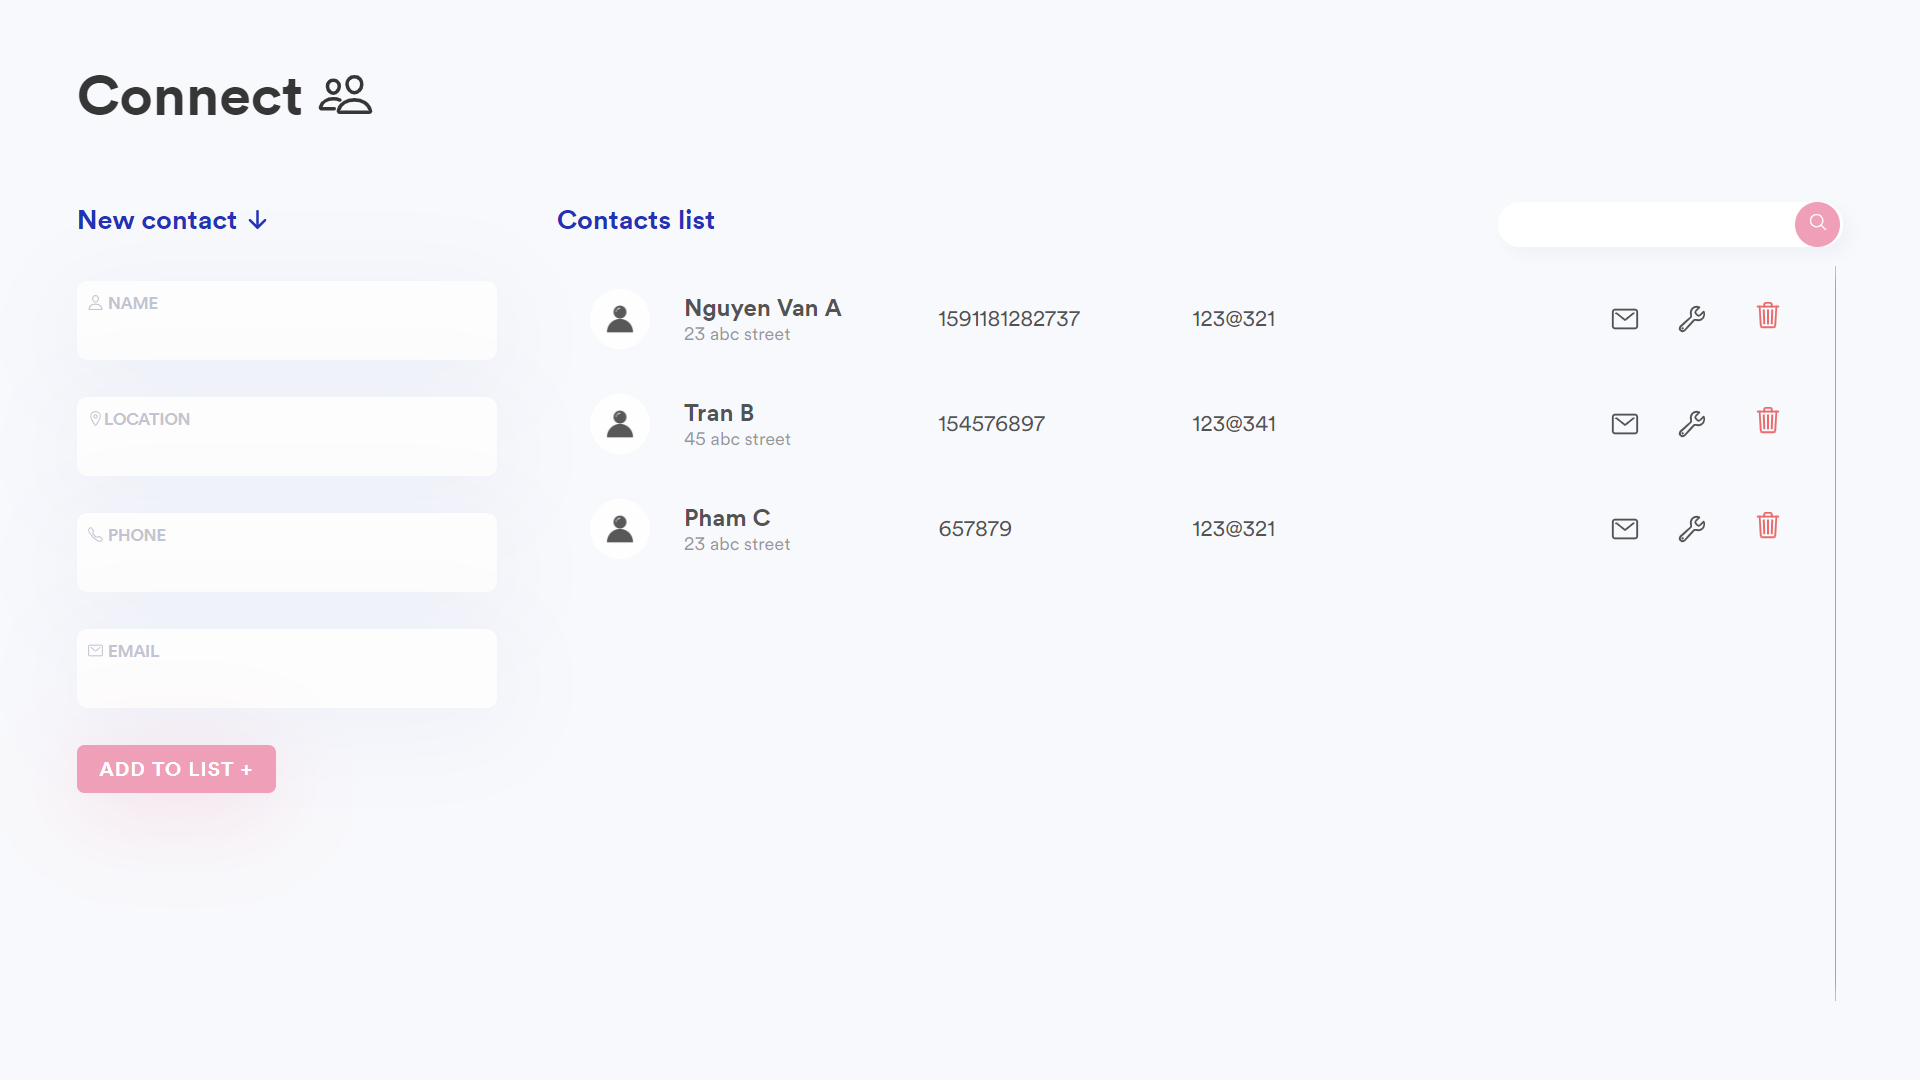 Connect
New contact
NAME
LOCATION
PHONE
EMAIL
ADD TO LIST +
Contacts list
Nguyen Van A
23 abc street
1591181282737
123@321
Tran B
45 abc street
154576897
123@341
Pham C
23 abc street
657879
123@321